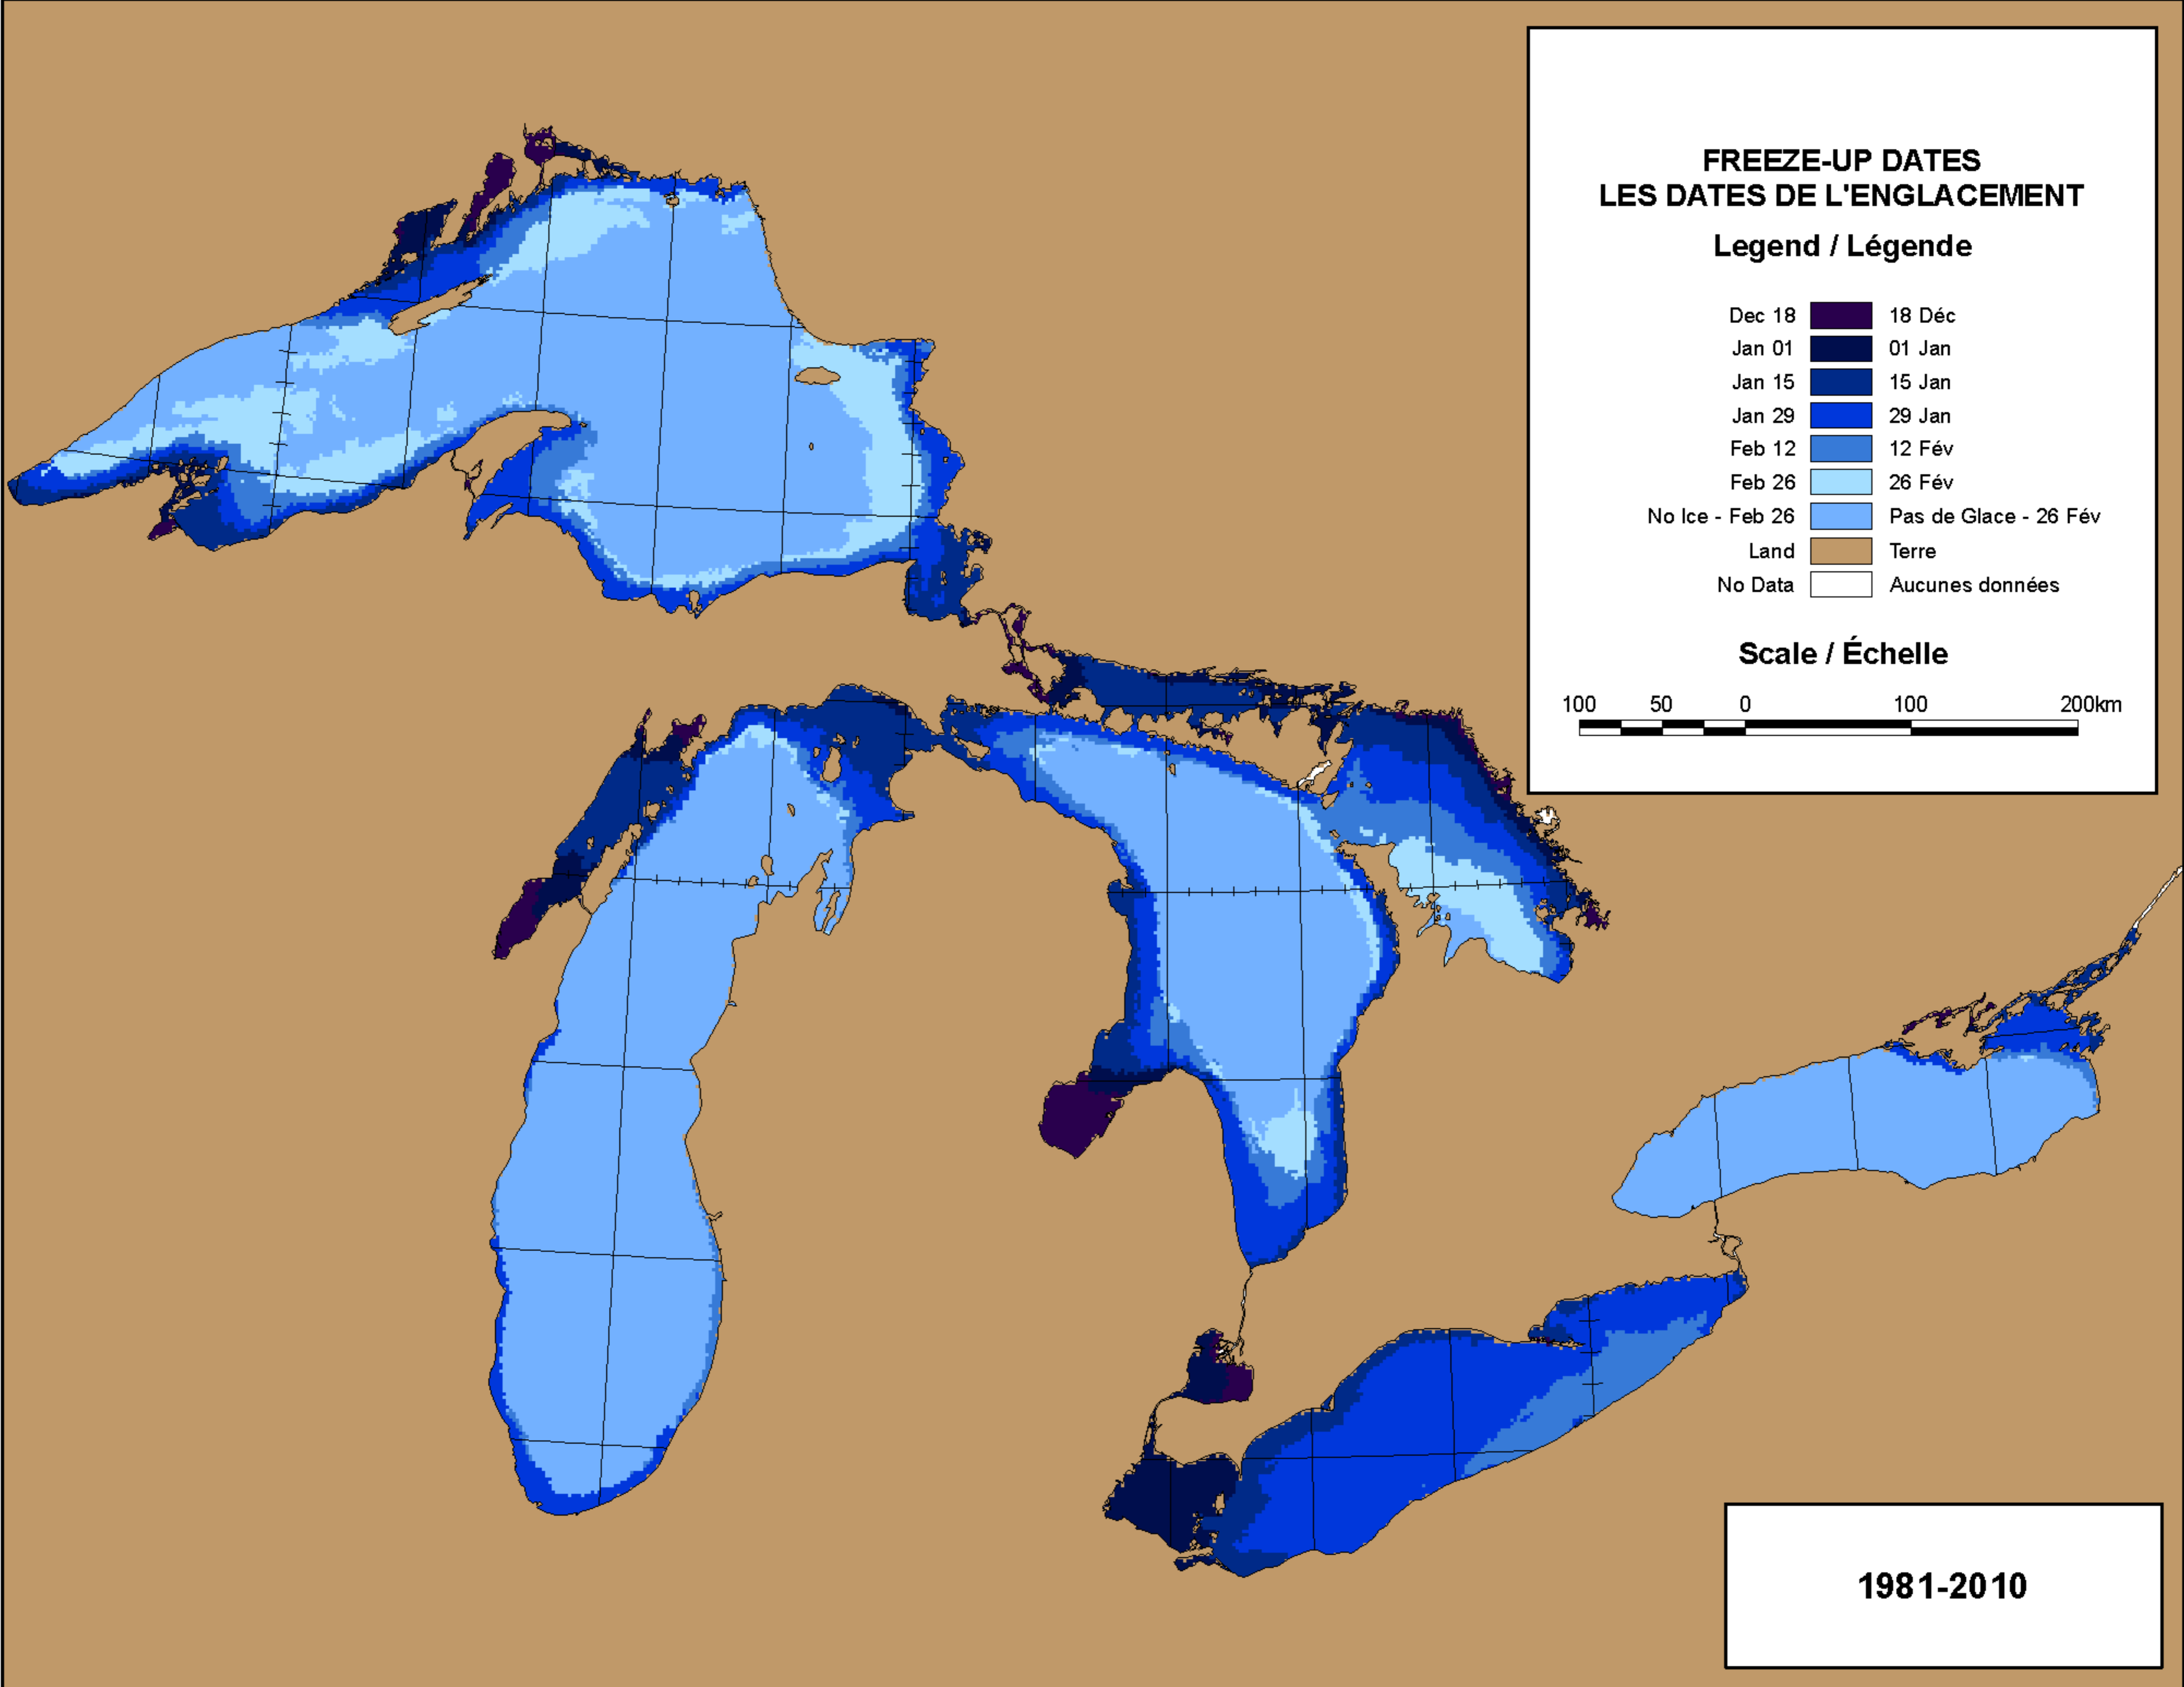 FREEZE-UP DATES
LES DATES DE L'ENGLACEMENT
Legend / Légende
Dec 18 18 Déc
Jan 01 01 Jan
Jan 15 15 Jan
Jan 29 29 Jan
Feb 12 12 Fév
Feb 26 26 Fév
No Ice - Feb 26 Pas de Glace - 26 Fév
Land Terre
No Data Aucunes données
Scale / Échelle
100 50 0 100 200km
1981-2010